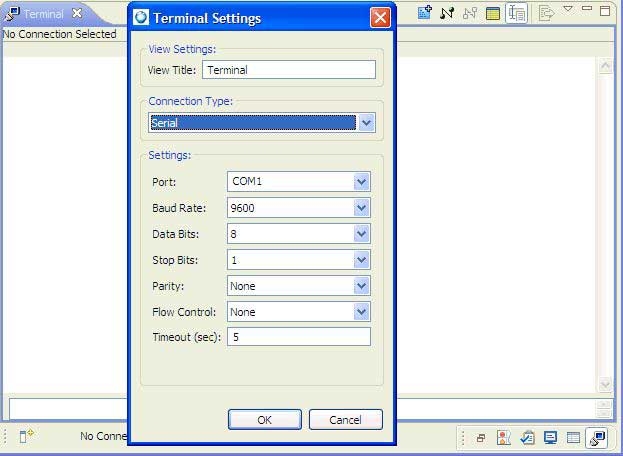 Terminal
No Connection Selected
Terminal Settings
View Settings:
View Title: Terminal
Connection Type:
Serial
Settings:
Port: COM1
Baud Rate: 9600
Data Bits: 8
Stop Bits: 1
Parity: None
Flow Control: None
Timeout (sec): 5
OK Cancel
No Conne